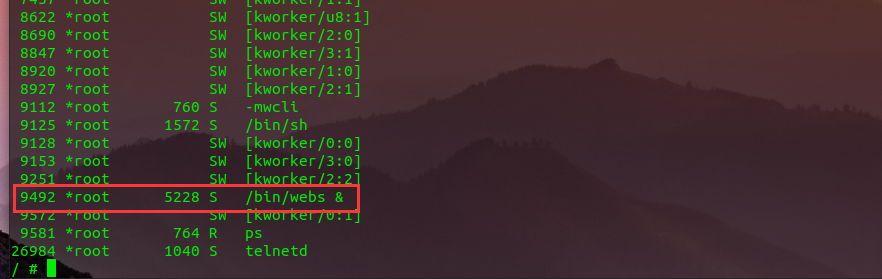 7437 *root SW [kworker/1:1]
8622 *root SW [kworker/u8:1]
8690 *root SW [kworker/2:0]
8847 *root SW [kworker/3:1]
8920 *root SW [kworker/1:0]
8927 *root SW [kworker/2:1]
9112 *root 760 S -mwcli
9125 *root 1572 S /bin/sh
9128 *root SW [kworker/0:0]
9153 *root SW [kworker/3:0]
9251 *root SW [kworker/2:2]
9492 *root 5228 S /bin/webs &
9572 *root SW [kworker/0:1]
9581 *root 764 R ps
26984 *root 1040 S telnetd
/ #